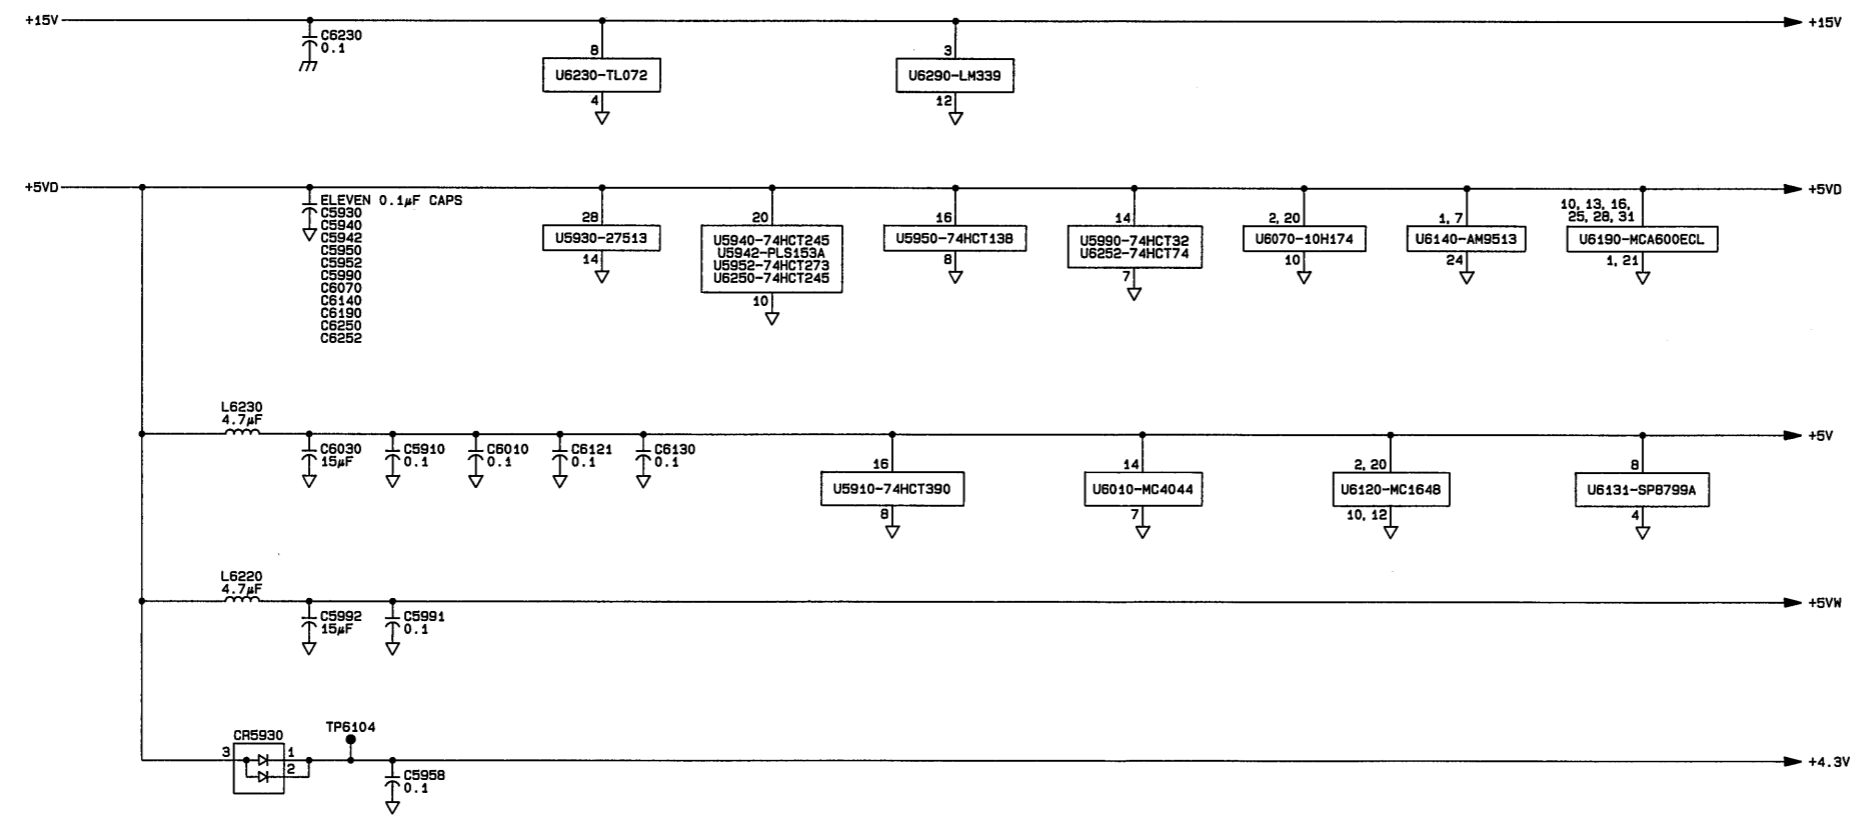 +15V
+15V
C6230
0.1
8
U6230-TL072
4
3
U6290-LM339
12
+5VD
+5VD
ELEVEN 0.1µF CAPS
C5930
C5940
C5942
C5950
C5952
C5990
C6070
C6140
C6190
C6250
C6252
28
U5930-27513
14
20
U5940-74HCT245
U5942-PLS153A
U5952-74HCT273
U6250-74HCT245
10
16
U5950-74HCT138
8
14
U5990-74HCT32
U6252-74HCT74
7
2, 20
U6070-10H174
10
1, 7
U6140-AM9513
24
10, 13, 16,
25, 28, 31
U6190-MCA600ECL
1, 21
L6230
4.7µF
C6030
15µF
C5910
0.1
C6010
0.1
C6121
0.1
C6130
0.1
16
U5910-74HCT390
8
14
U6010-MC4044
7
2, 20
U6120-MC1648
10, 12
8
U6131-SP8799A
4
+5V
L6220
4.7µF
C5992
15µF
C5991
0.1
+5VW
CR5930
3
1
2
TP6104
C5958
0.1
+4.3V